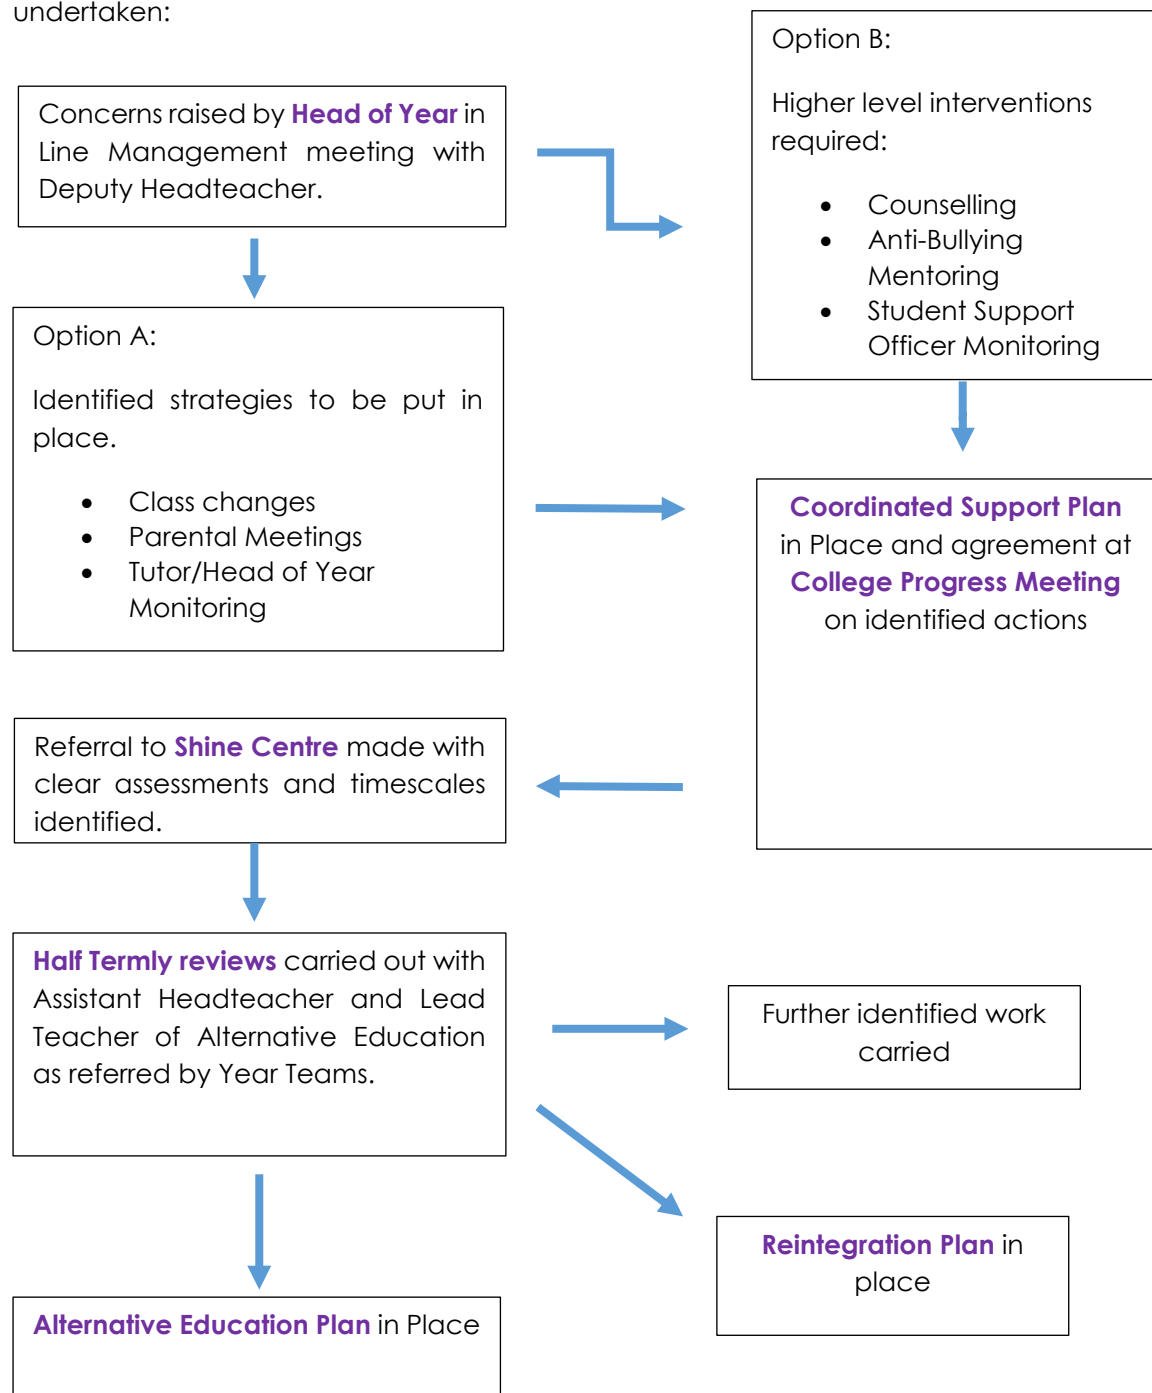 undertaken:
Concerns raised by Head of Year in
Line Management meeting with
Deputy Headteacher.
Option B:
Higher level interventions
required:
• Counselling
• Anti-Bullying
Mentoring
• Student Support
Officer Monitoring
Option A:
Identified strategies to be put in
place.
• Class changes
• Parental Meetings
• Tutor/Head of Year
Monitoring
Coordinated Support Plan
in Place and agreement at
College Progress Meeting
on identified actions
Referral to Shine Centre made with
clear assessments and timescales
identified.
Half Termly reviews carried out with
Assistant Headteacher and Lead
Teacher of Alternative Education
as referred by Year Teams.
Further identified work
carried
Reintegration Plan in
place
Alternative Education Plan in Place